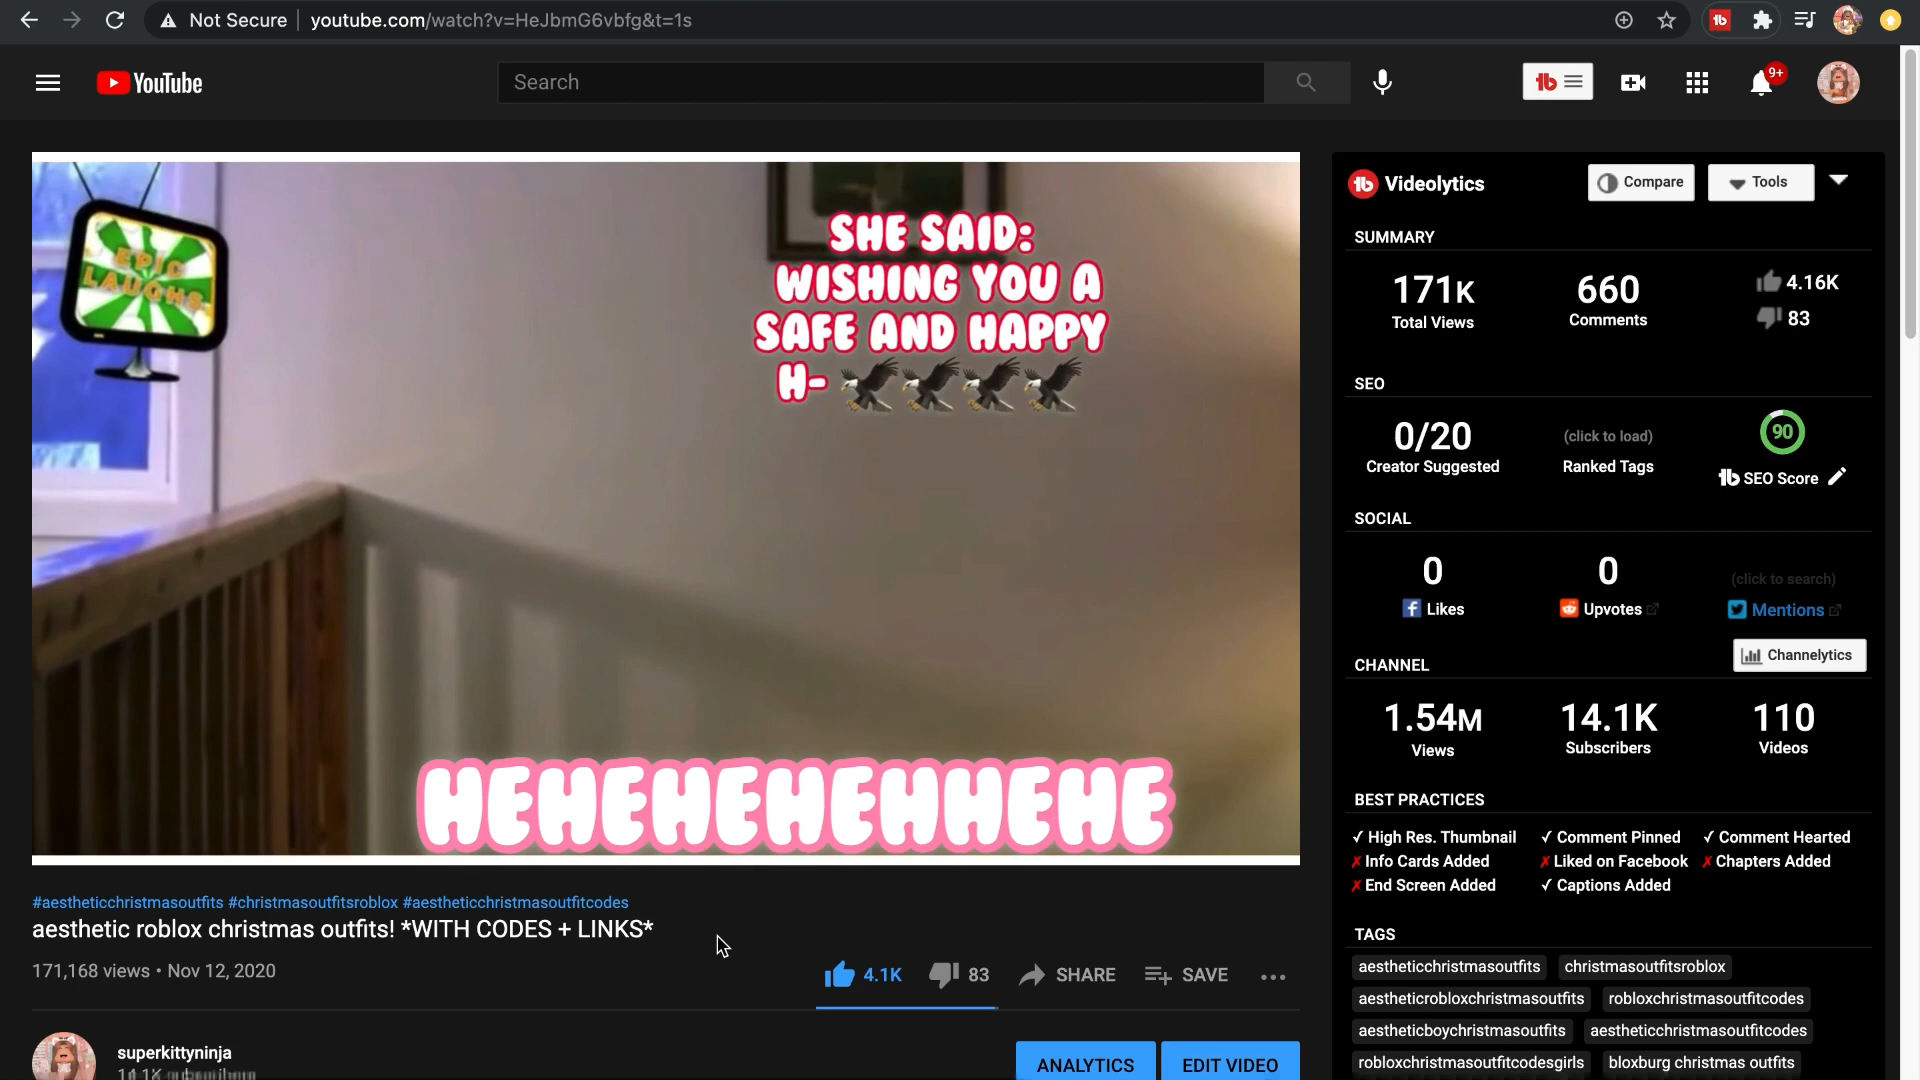 Not Secure youtube.com/watch?v=HeJbmG6vbfg&t=1s
YouTube
Search
9+
EPIC
LAUGHS
SHE SAID:
WISHING YOU A
SAFE AND HAPPY
H- 🦅🦅🦅🦅
HEHEHEHEHHEHE
#aestheticchristmasoutfits #christmasoutfitsroblox #aestheticchristmasoutfitcodes
aesthetic roblox christmas outfits! *WITH CODES + LINKS*
171,168 views • Nov 12, 2020
4.1K 83 SHARE SAVE
superkittyninja
ANALYTICS EDIT VIDEO
Videolytics Compare Tools
SUMMARY
171K 660 4.16K
Total Views Comments 83
SEO
0/20 (click to load) 90
Creator Suggested Ranked Tags SEO Score
SOCIAL
0 0 (click to search)
Likes Upvotes Mentions
Channelytics
CHANNEL
1.54M 14.1K 110
Views Subscribers Videos
BEST PRACTICES
✓ High Res. Thumbnail ✓ Comment Pinned ✓ Comment Hearted
✗ Info Cards Added ✗ Liked on Facebook ✗ Chapters Added
✗ End Screen Added ✓ Captions Added
TAGS
aestheticchristmasoutfits christmasoutfitsroblox
aestheticrobloxchristmasoutfits robloxchristmasoutfitcodes
aestheticboychristmasoutfits aestheticchristmasoutfitcodes
robloxchristmasoutfitcodesgirls bloxburg christmas outfits